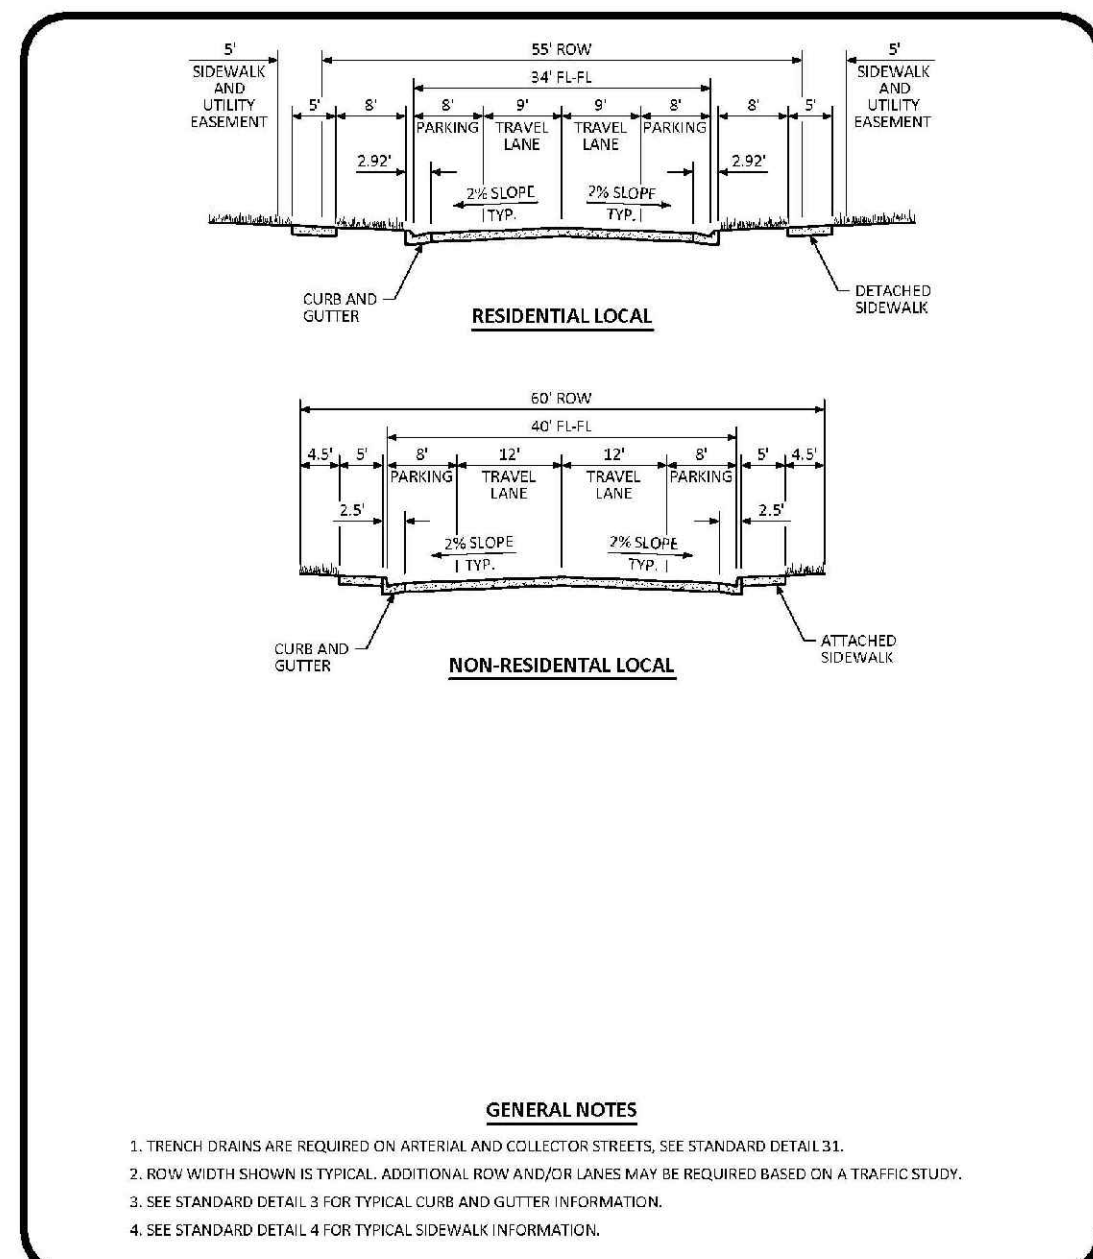 5' 55' ROW 5'
SIDEWALK AND UTILITY EASEMENT 34' FL-FL SIDEWALK AND UTILITY EASEMENT
5' 8' 8' 9' 9' 8' 8' 5'
PARKING TRAVEL LANE TRAVEL LANE PARKING
2.92' 2.92'
2% SLOPE 2% SLOPE
TYP. TYP.
CURB AND GUTTER DETACHED SIDEWALK
RESIDENTIAL LOCAL
60' ROW
40' FL-FL
4.5' 5' 8' 12' 12' 8' 5' 4.5'
PARKING TRAVEL LANE TRAVEL LANE PARKING
2.5' 2.5'
2% SLOPE 2% SLOPE
TYP. TYP.
CURB AND GUTTER ATTACHED SIDEWALK
NON-RESIDENTAL LOCAL
GENERAL NOTES
1. TRENCH DRAINS ARE REQUIRED ON ARTERIAL AND COLLECTOR STREETS, SEE STANDARD DETAIL 31.
2. ROW WIDTH SHOWN IS TYPICAL. ADDITIONAL ROW AND/OR LANES MAY BE REQUIRED BASED ON A TRAFFIC STUDY.
3. SEE STANDARD DETAIL 3 FOR TYPICAL CURB AND GUTTER INFORMATION.
4. SEE STANDARD DETAIL 4 FOR TYPICAL SIDEWALK INFORMATION.